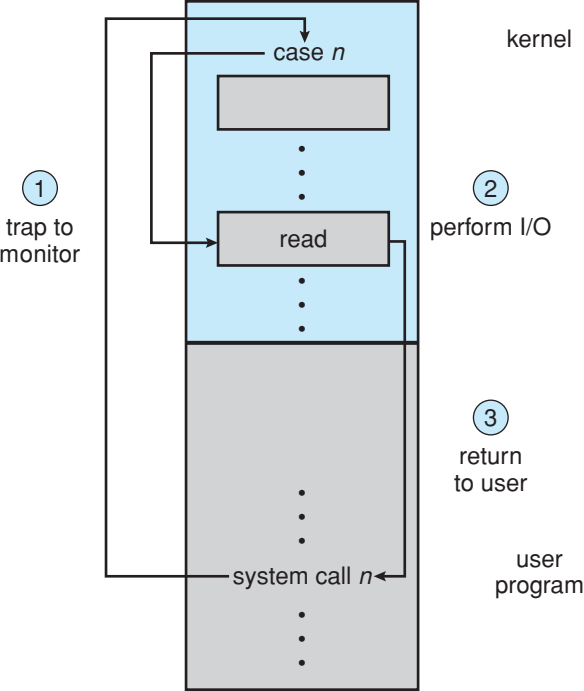 kernel
case n
1
trap to
monitor
2
perform I/O
read
3
return
to user
system call n
user
program